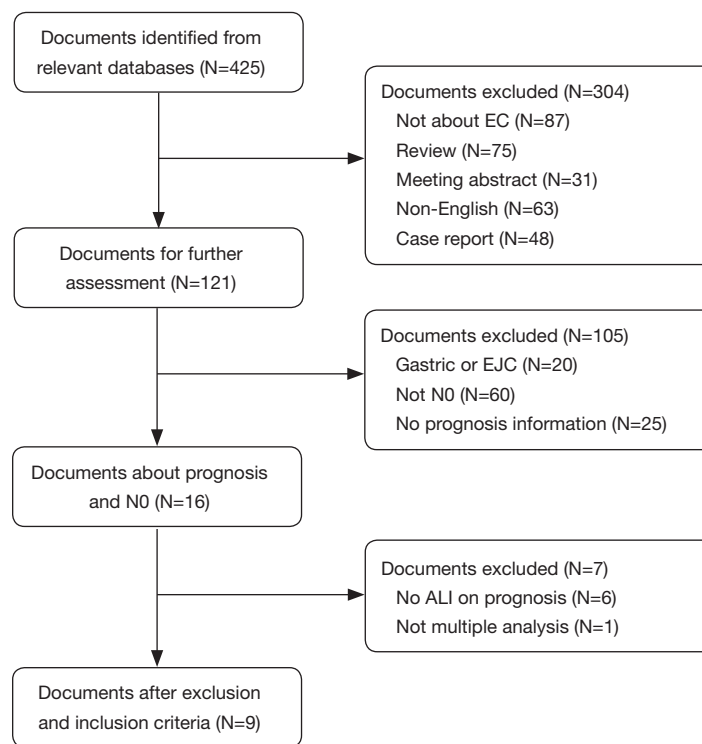 Documents identified from
relevant databases (N=425)
Documents excluded (N=304)
Not about EC (N=87)
Review (N=75)
Meeting abstract (N=31)
Non-English (N=63)
Case report (N=48)
Documents for further
assessment (N=121)
Documents excluded (N=105)
Gastric or EJC (N=20)
Not N0 (N=60)
No prognosis information (N=25)
Documents about prognosis
and N0 (N=16)
Documents excluded (N=7)
No ALI on prognosis (N=6)
Not multiple analysis (N=1)
Documents after exclusion
and inclusion criteria (N=9)